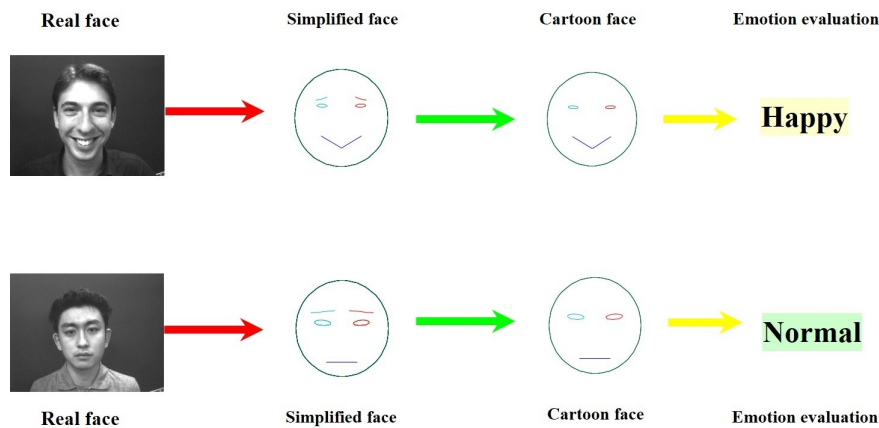 Real face Simplified face Cartoon face Emotion evaluation
Happy
Normal
Real face Simplified face Cartoon face Emotion evaluation